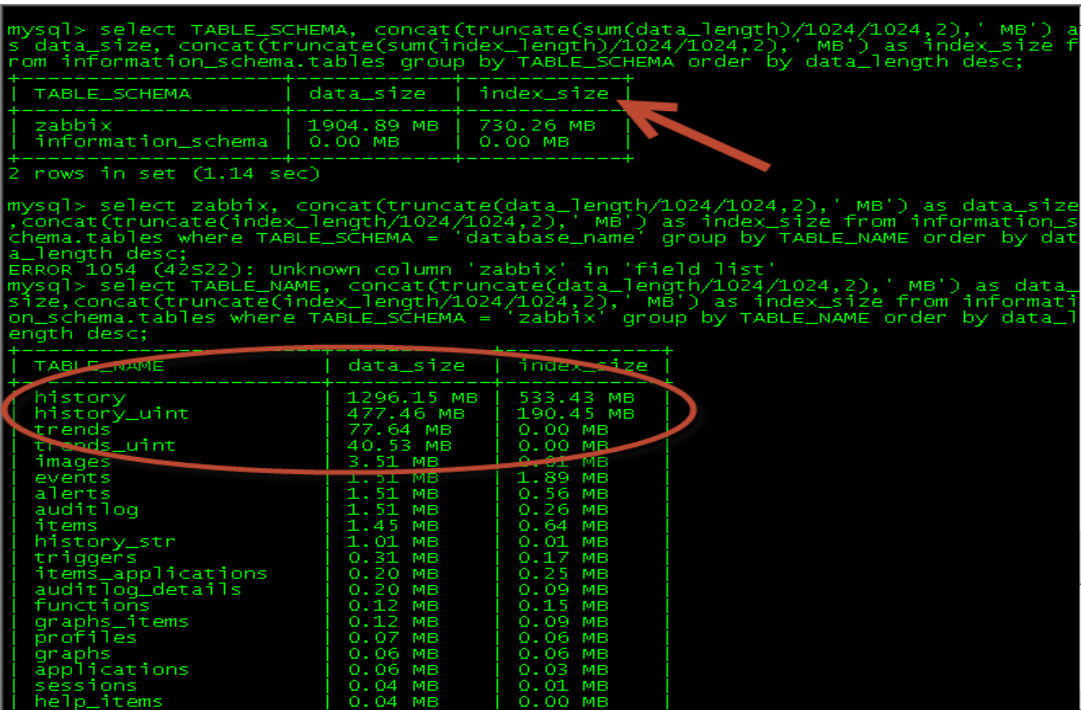 mysql> select TABLE_SCHEMA, concat(truncate(sum(data_length)/1024/1024,2),' MB') a
s data_size, concat(truncate(sum(index_length)/1024/1024,2),' MB') as index_size f
rom information_schema.tables group by TABLE_SCHEMA order by data_length desc;
+--------------------+------------+------------+
| TABLE_SCHEMA | data_size | index_size |
+--------------------+------------+------------+
| zabbix | 1904.89 MB | 730.26 MB |
| information_schema | 0.00 MB | 0.00 MB |
+--------------------+------------+------------+
2 rows in set (1.14 sec)
mysql> select zabbix, concat(truncate(data_length/1024/1024,2),' MB') as data_size
,concat(truncate(index_length/1024/1024,2),' MB') as index_size from information_s
chema.tables where TABLE_SCHEMA = 'database_name' group by TABLE_NAME order by dat
a_length desc;
ERROR 1054 (42S22): Unknown column 'zabbix' in 'field list'
mysql> select TABLE_NAME, concat(truncate(data_length/1024/1024,2),' MB') as data_
size,concat(truncate(index_length/1024/1024,2),' MB') as index_size from informati
on_schema.tables where TABLE_SCHEMA = 'zabbix' group by TABLE_NAME order by data_l
ength desc;
+--------------------+------------+------------+
| TABLE_NAME | data_size | index_size |
+--------------------+------------+------------+
| history | 1296.15 MB | 533.43 MB |
| history_uint | 477.46 MB | 190.45 MB |
| trends | 77.64 MB | 0.00 MB |
| trends_uint | 40.53 MB | 0.00 MB |
| images | 3.51 MB | 0.01 MB |
| events | 1.51 MB | 1.89 MB |
| alerts | 1.51 MB | 0.56 MB |
| auditlog | 1.51 MB | 0.26 MB |
| items | 1.45 MB | 0.64 MB |
| history_str | 1.01 MB | 0.01 MB |
| triggers | 0.31 MB | 0.17 MB |
| items_applications | 0.20 MB | 0.25 MB |
| auditlog_details | 0.20 MB | 0.09 MB |
| functions | 0.12 MB | 0.15 MB |
| graphs_items | 0.12 MB | 0.09 MB |
| profiles | 0.07 MB | 0.06 MB |
| graphs | 0.06 MB | 0.06 MB |
| applications | 0.06 MB | 0.03 MB |
| sessions | 0.04 MB | 0.01 MB |
| help_items | 0.04 MB | 0.00 MB |